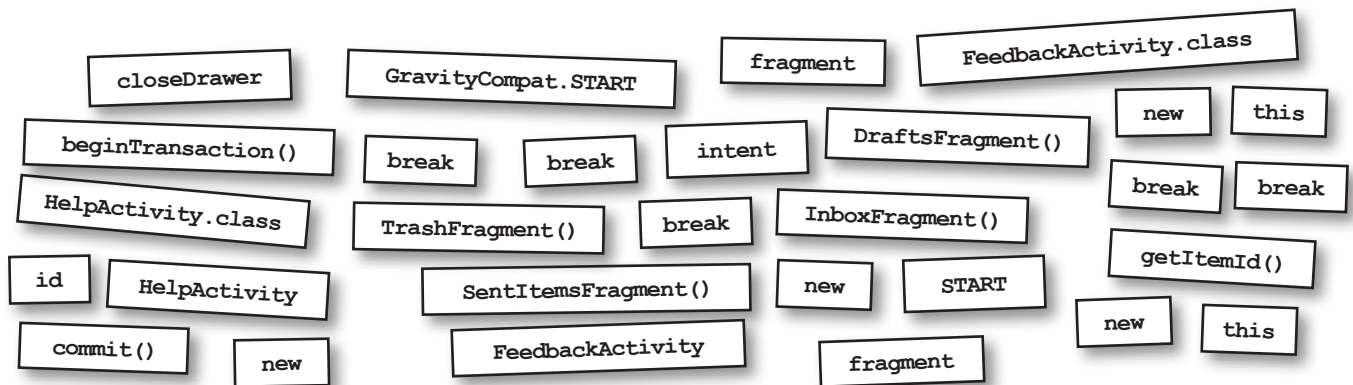 closeDrawer
GravityCompat.START
fragment
FeedbackActivity.class
new
this
beginTransaction()
break
break
intent
DraftsFragment()
break
break
HelpActivity.class
TrashFragment()
break
InboxFragment()
getItemId()
id
HelpActivity
SentItemsFragment()
new
START
new
this
commit()
new
FeedbackActivity
fragment